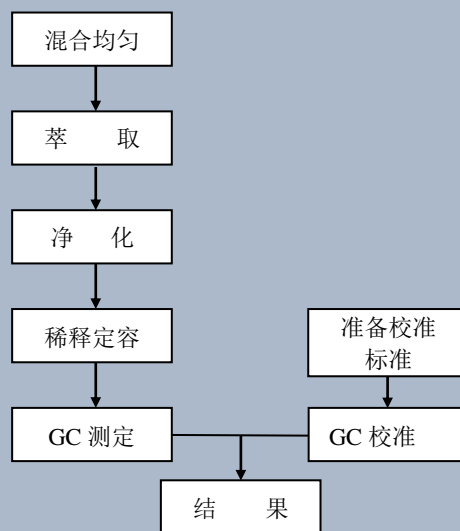 混合均匀
萃 取
净 化
稀释定容
准备校准
标准
GC 测定
GC 校准
结 果